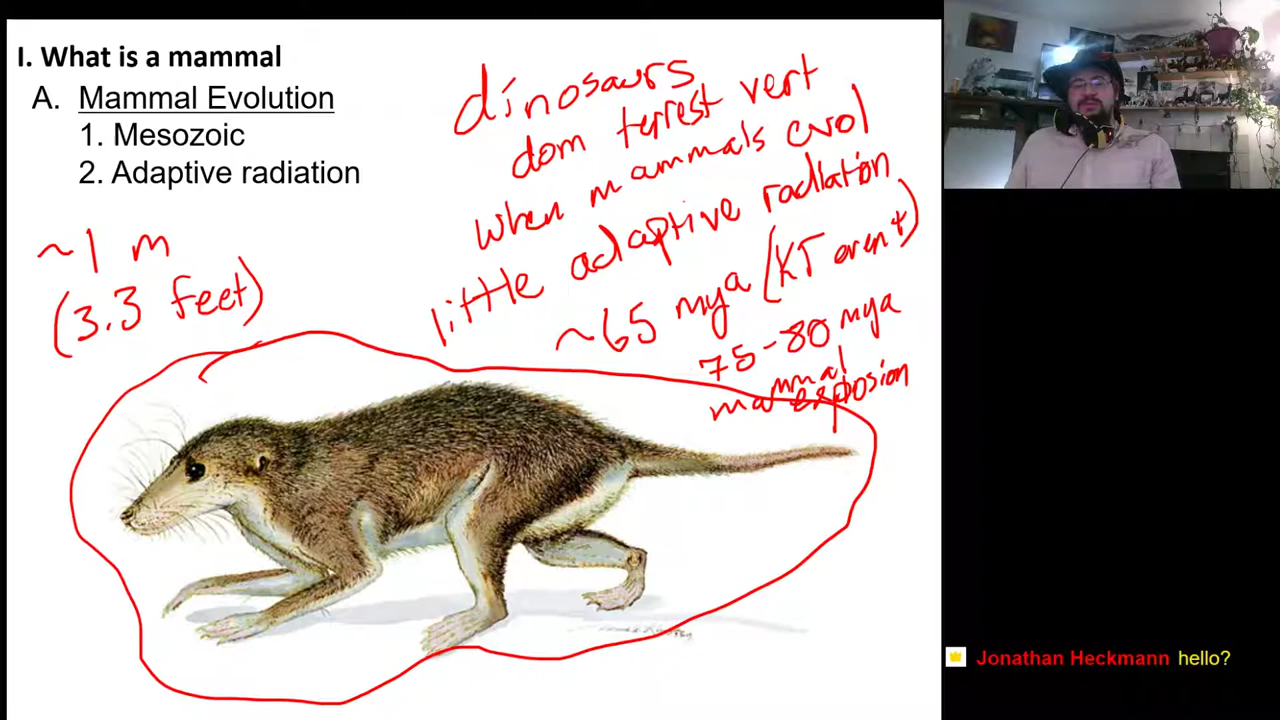 I. What is a mammal
A. Mammal Evolution
1. Mesozoic
2. Adaptive radiation
~1 m
(3.3 feet)
dinosaurs
dom terrest vert
when mammals evol
little adaptive radiation
~65 mya (KT event)
75-80 mya
mammal
explosion
Jonathan Heckmann hello?